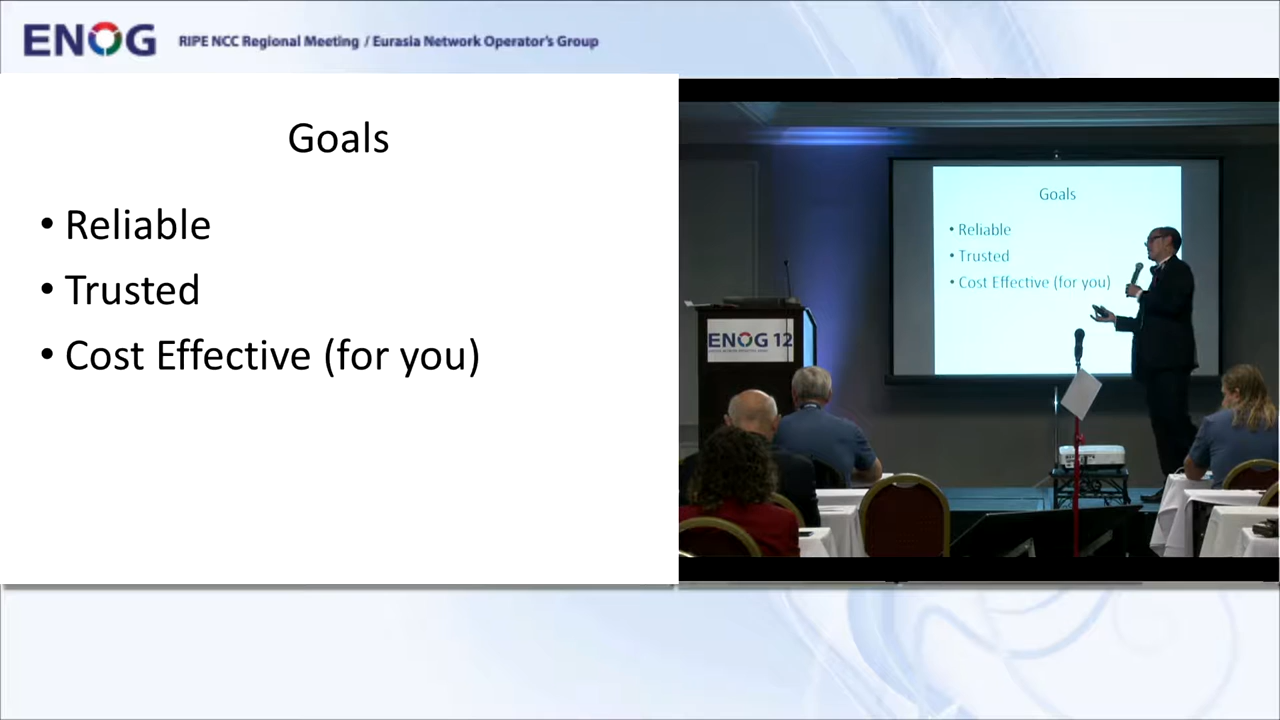 ENOG
RIPE NCC Regional Meeting / Eurasia Network Operator's Group
Goals
• Reliable
• Trusted
• Cost Effective (for you)
Goals
• Reliable
• Trusted
• Cost Effective (for you)
ENOG 12